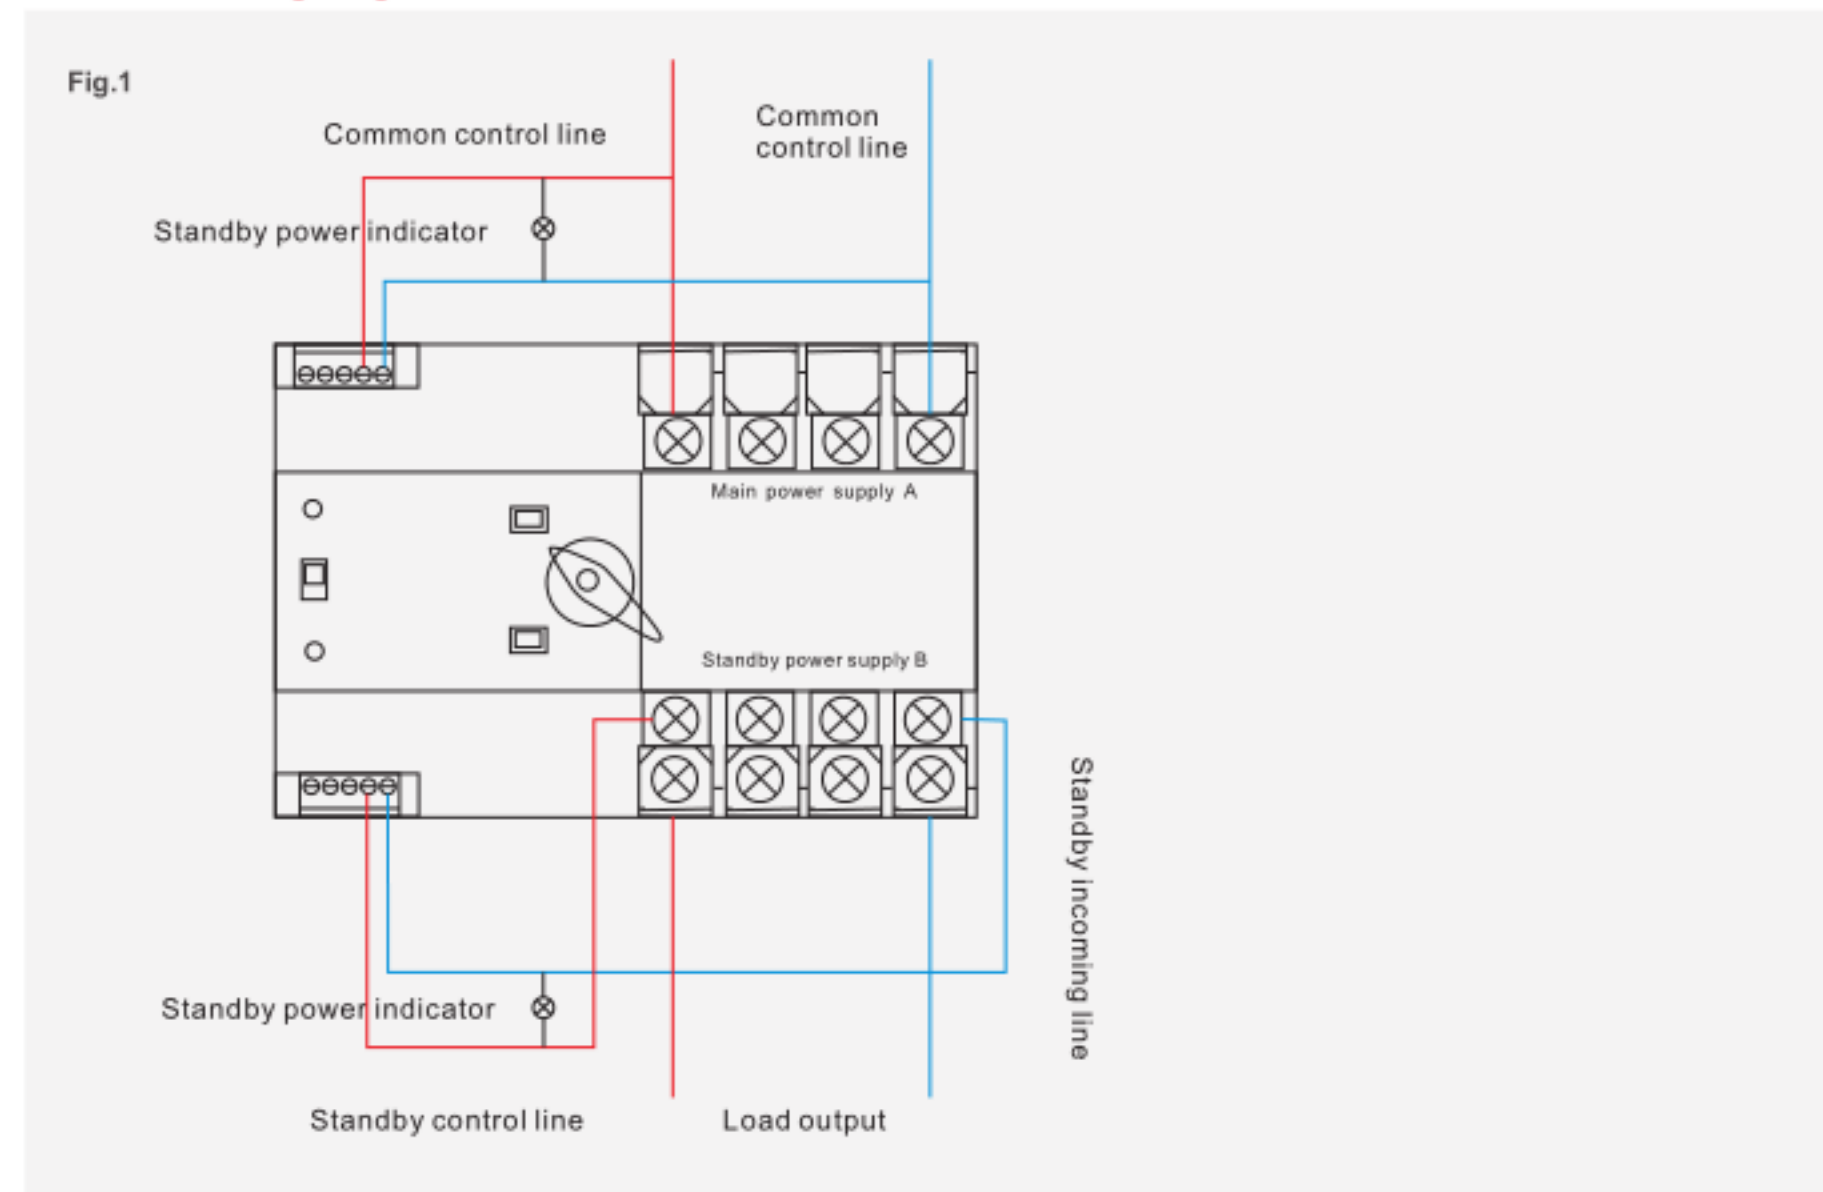 Fig.1
Common control line
Common
control line
Standby power indicator
Main power supply A
Standby power supply B
Standby incoming line
Standby power indicator
Standby control line
Load output